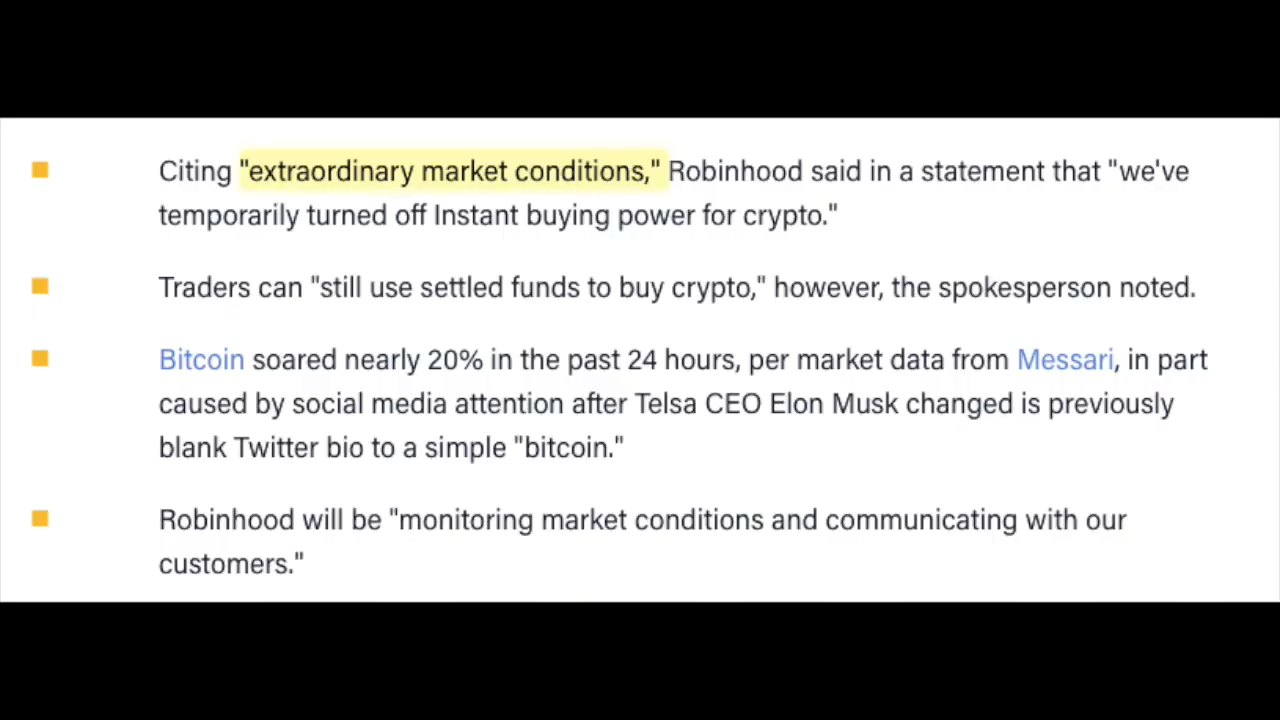 Citing "extraordinary market conditions," Robinhood said in a statement that "we've
temporarily turned off Instant buying power for crypto."
Traders can "still use settled funds to buy crypto," however, the spokesperson noted.
Bitcoin soared nearly 20% in the past 24 hours, per market data from Messari, in part
caused by social media attention after Telsa CEO Elon Musk changed is previously
blank Twitter bio to a simple "bitcoin."
Robinhood will be "monitoring market conditions and communicating with our
customers."